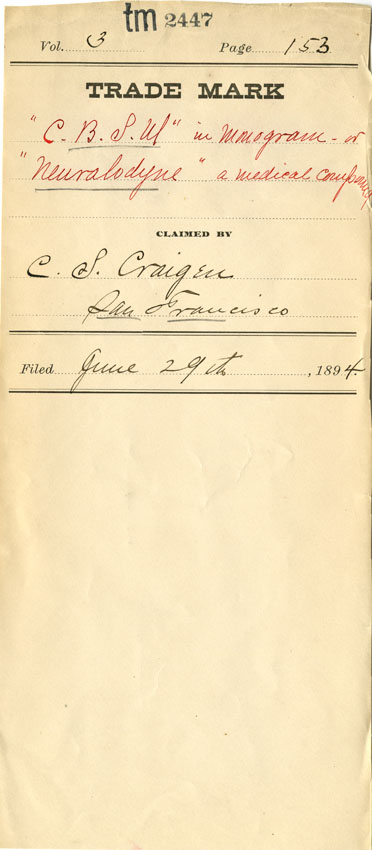 tm 2447
Vol. 3 Page 153
TRADE MARK
"C. B. S. M" in Monogram - or
"Neuralodyne" a medical compound
CLAIMED BY
C. S. Craigen
San Francisco
Filed June 29th, 1894.